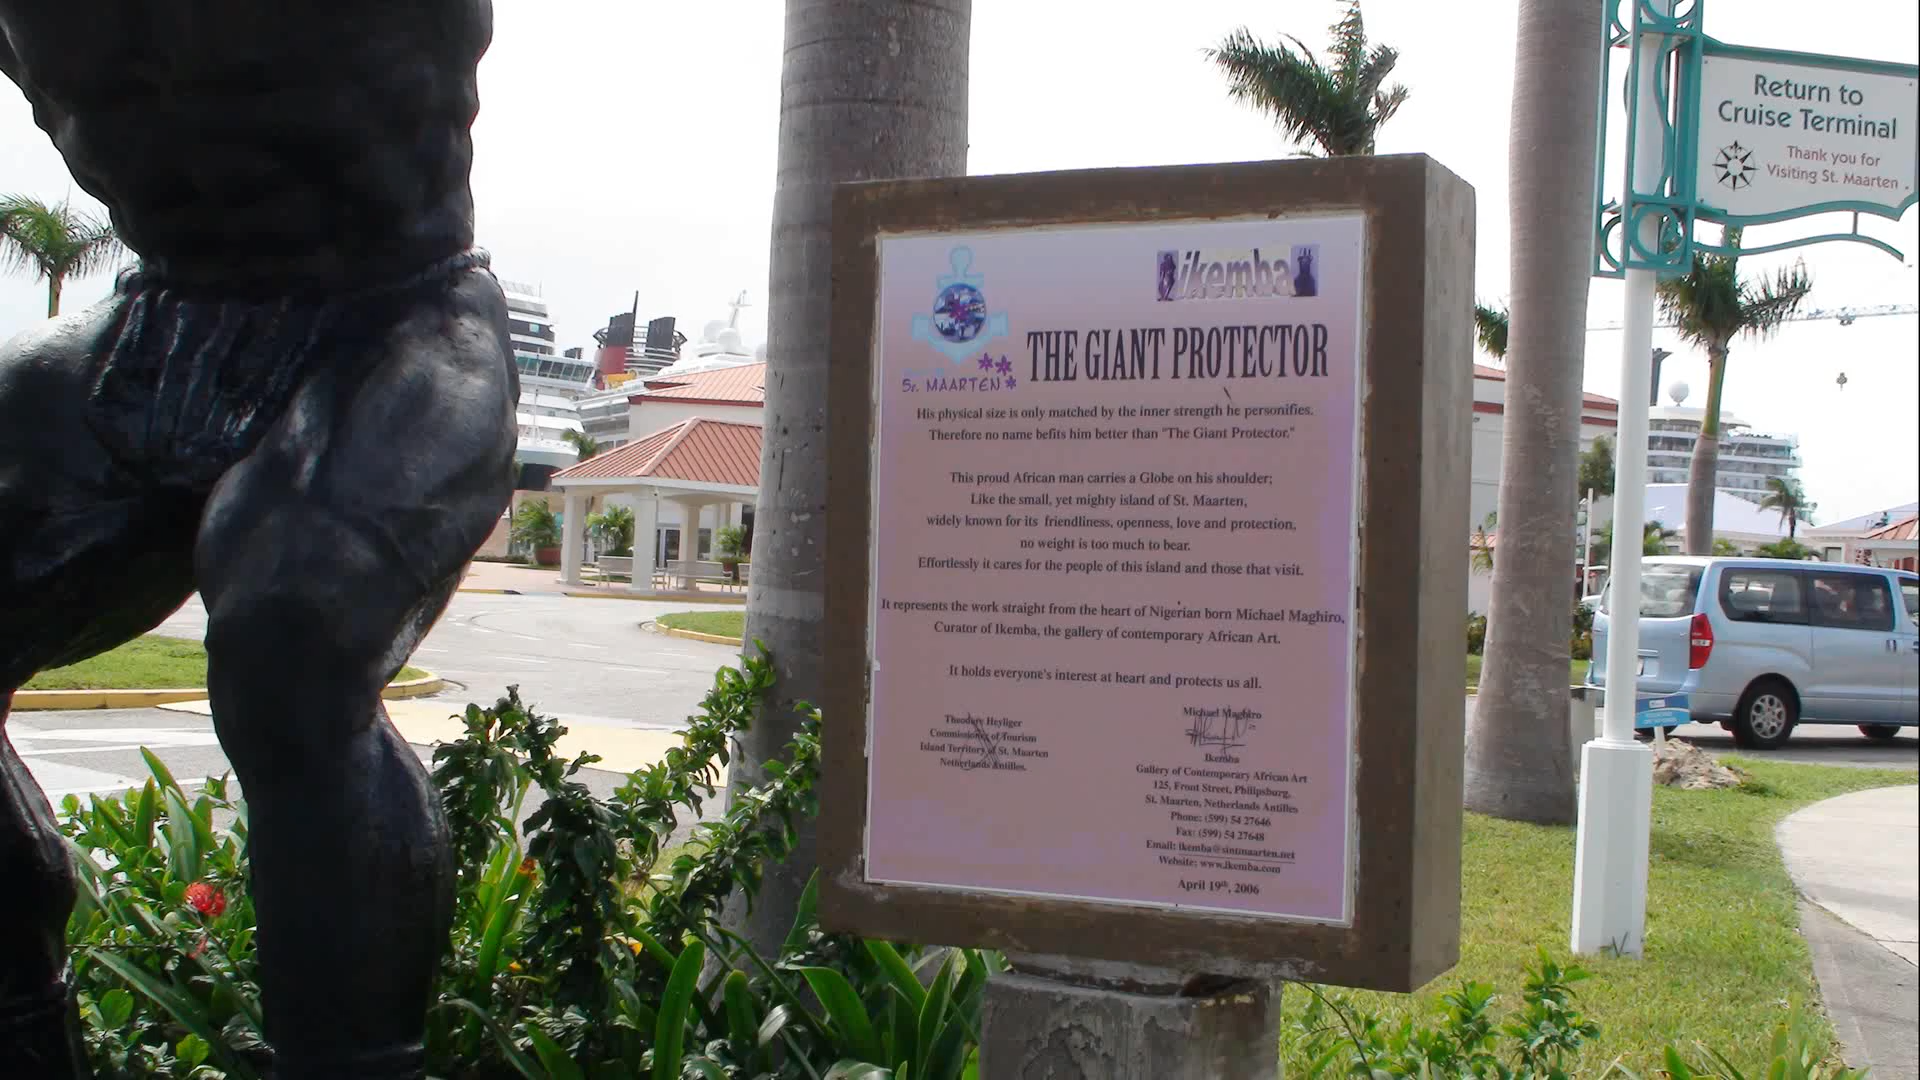 Return to
Cruise Terminal
Thank you for
Visiting St. Maarten
ikemba
St. MAARTEN
THE GIANT PROTECTOR
His physical size is only matched by the inner strength he personifies.
Therefore no name befits him better than "The Giant Protector."
This proud African man carries a Globe on his shoulder;
Like the small, yet mighty island of St. Maarten,
widely known for its friendliness, openness, love and protection,
no weight is too much to bear.
Effortlessly it cares for the people of this island and those that visit.
It represents the work straight from the heart of Nigerian born Michael Maghiro,
Curator of Ikemba, the gallery of contemporary African Art.
It holds everyone's interest at heart and protects us all.
Theodore Heyliger
Commissioner of Tourism
Island Territory of St. Maarten
Netherlands Antilles.
Michael Maghiro
Ikemba
Gallery of Contemporary African Art
125, Front Street, Philipsburg,
St. Maarten, Netherlands Antilles
Phone: (599) 54 27646
Fax: (599) 54 27648
Email: ikemba@sintmaarten.net
Website: www.ikemba.com
April 19th, 2006